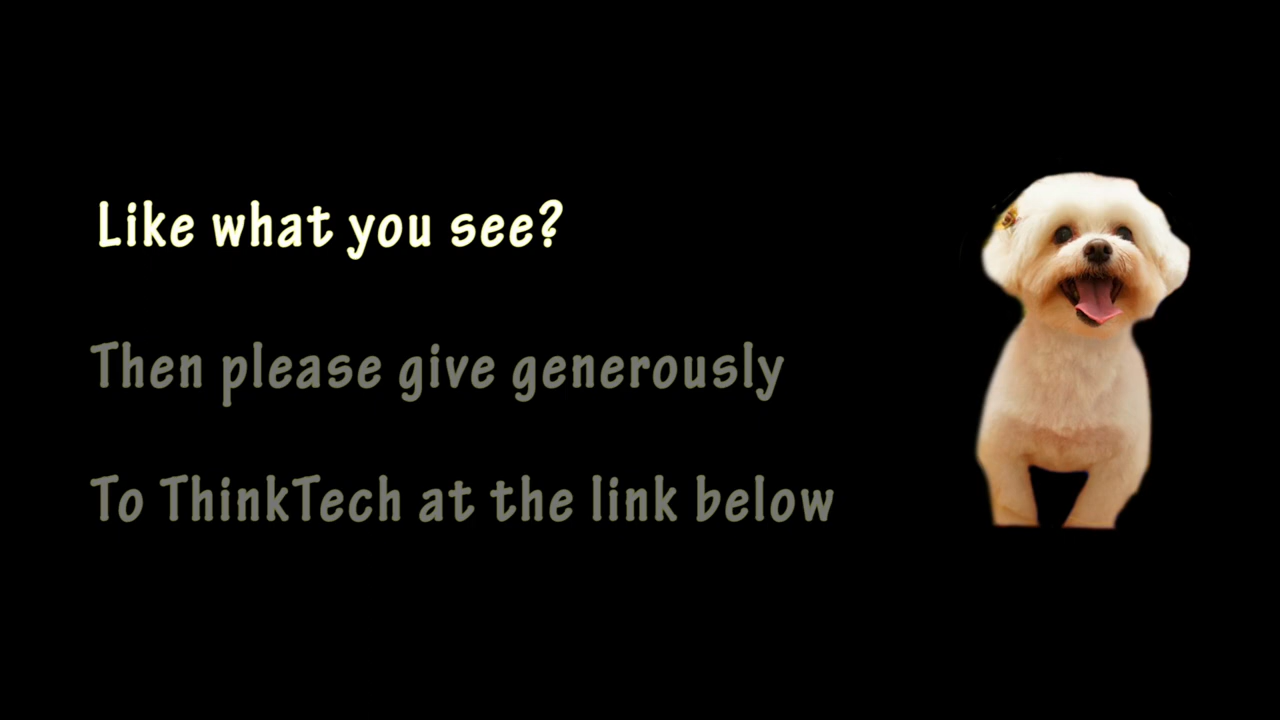 Like what you see?
Then please give generously
To ThinkTech at the link below